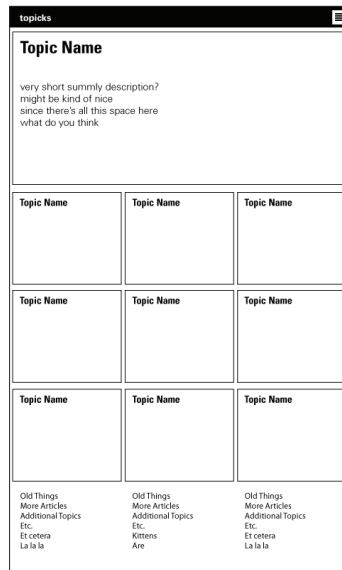 topicks
Topic Name
very short summly description?
might be kind of nice
since there's all this space here
what do you think
Topic Name
Topic Name
Topic Name
Topic Name
Topic Name
Topic Name
Topic Name
Topic Name
Topic Name
Old Things
More Articles
Additional Topics
Etc.
Et cetera
La la la
Old Things
More Articles
Additional Topics
Etc.
Kittens
Are
Old Things
More Articles
Additional Topics
Etc.
Et cetera
La la la